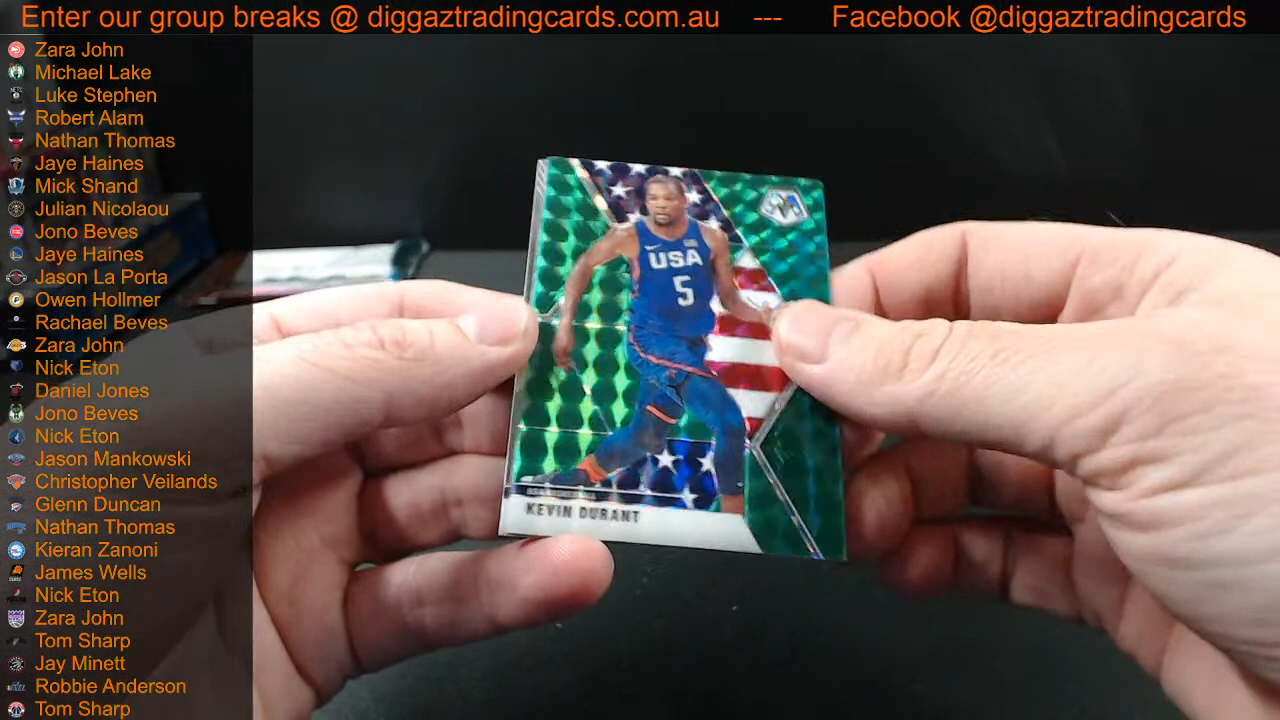 Enter our group breaks @ diggaztradingcards.com.au --- Facebook @diggaztradingcards
Zara John
Michael Lake
Luke Stephen
Robert Alam
Nathan Thomas
Jaye Haines
Mick Shand
Julian Nicolaou
Jono Beves
Jaye Haines
Jason La Porta
Owen Hollmer
Rachael Beves
Zara John
Nick Eton
Daniel Jones
Jono Beves
Nick Eton
Jason Mankowski
Christopher Veilands
Glenn Duncan
Nathan Thomas
Kieran Zanoni
James Wells
Nick Eton
Zara John
Tom Sharp
Jay Minett
Robbie Anderson
Tom Sharp
USA
5
KEVIN DURANT